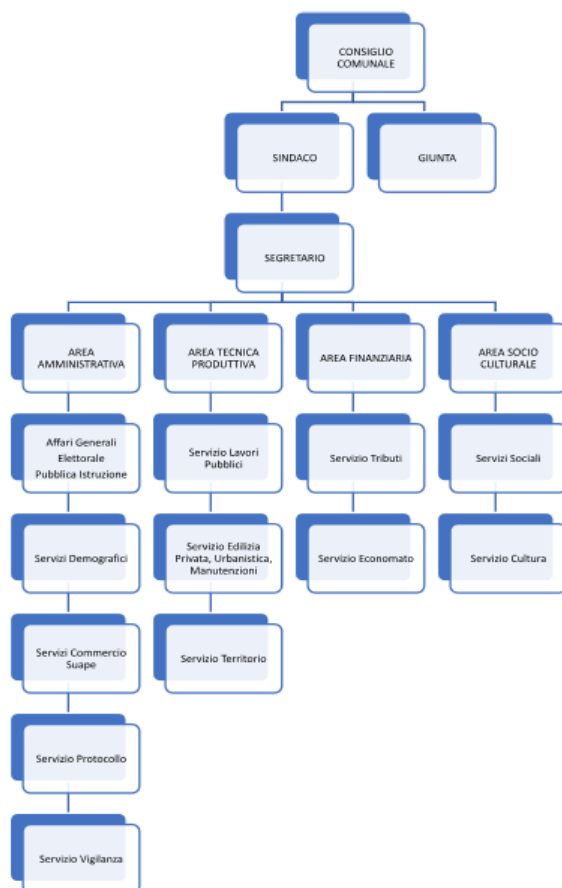 CONSIGLIO
COMUNALE
SINDACO
GIUNTA
SEGRETARIO
AREA
AMMINISTRATIVA
AREA TECNICA
PRODUTTIVA
AREA FINANZIARIA
AREA SOCIO
CULTURALE
Affari Generali
Elettorale
Pubblica Istruzione
Servizio Lavori
Pubblici
Servizio Tributi
Servizi Sociali
Servizi Demografici
Servizio Edilizia
Privata, Urbanistica,
Manutenzioni
Servizio Economato
Servizio Cultura
Servizi Commercio
Suape
Servizio Territorio
Servizio Protocollo
Servizio Vigilanza